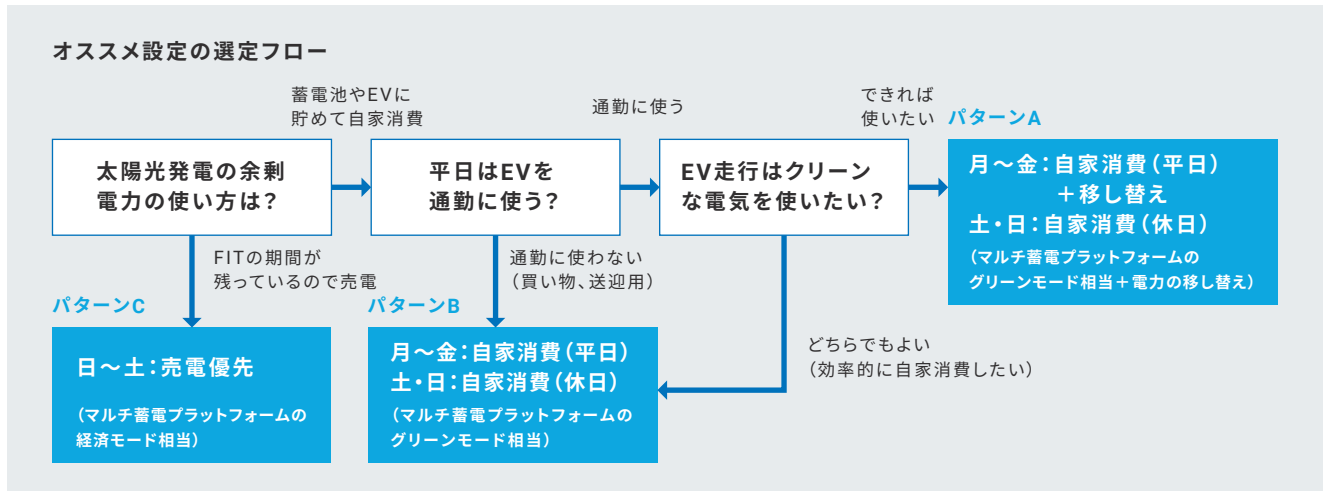 オススメ設定の選定フロー
蓄電池やEVに
貯めて自家消費
通勤に使う
できれば
使いたい
パターンA
太陽光発電の余剰
電力の使い方は？
平日はEVを
通勤に使う？
EV走行はクリーン
な電気を使いたい？
月〜金：自家消費（平日）
＋移し替え
土・日：自家消費（休日）
（マルチ蓄電プラットフォームの
グリーンモード相当＋電力の移し替え）
FITの期間が
残っているので売電
通勤に使わない
（買い物、送迎用）
パターンC
日〜土：売電優先
（マルチ蓄電プラットフォームの
経済モード相当）
パターンB
月〜金：自家消費（平日）
土・日：自家消費（休日）
（マルチ蓄電プラットフォームの
グリーンモード相当）
どちらでもよい
（効率的に自家消費したい）